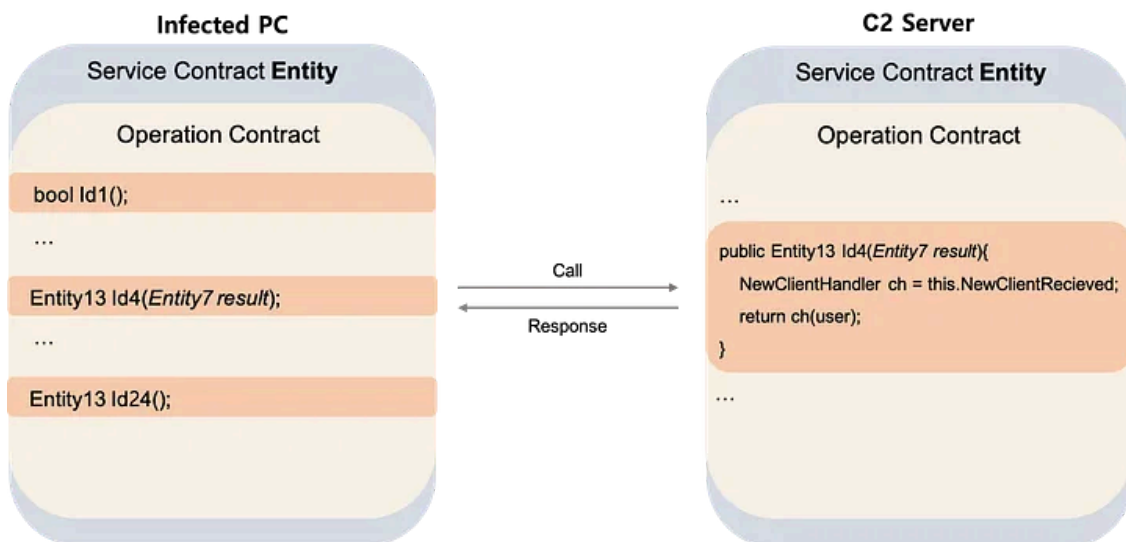 Infected PC
Service Contract Entity
Operation Contract
bool Id1();
...
Entity13 Id4(Entity7 result);
...
Entity13 Id24();
Call
Response
C2 Server
Service Contract Entity
Operation Contract
...
public Entity13 Id4(Entity7 result){
NewClientHandler ch = this.NewClientRecieved;
return ch(user);
}
...